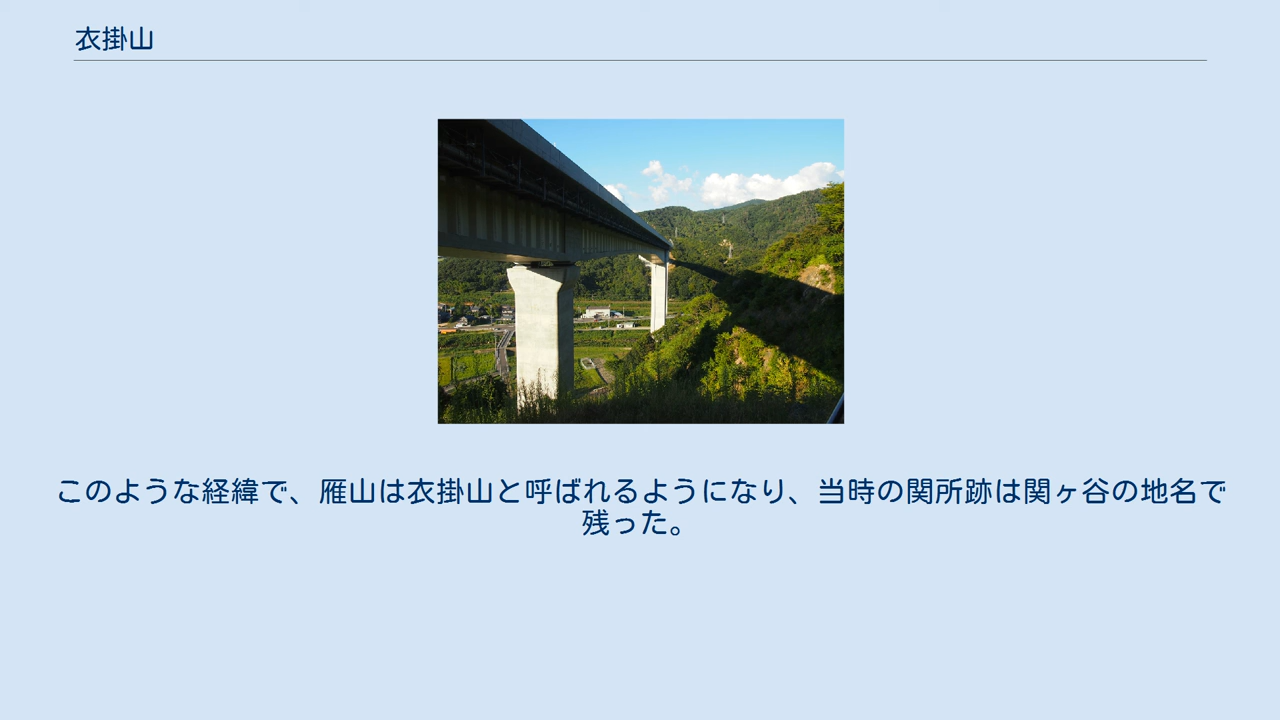 衣掛山
このような経緯で、雁山は衣掛山と呼ばれるようになり、当時の関所跡は関ヶ谷の地名で
残った。